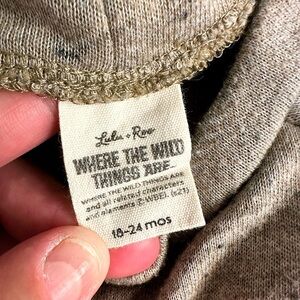 Lulu + Roo
WHERE THE WILD
THINGS ARE
WHERE THE WILD THINGS ARE
and all related characters
and elements © WBEI. (s21)
18-24 mos